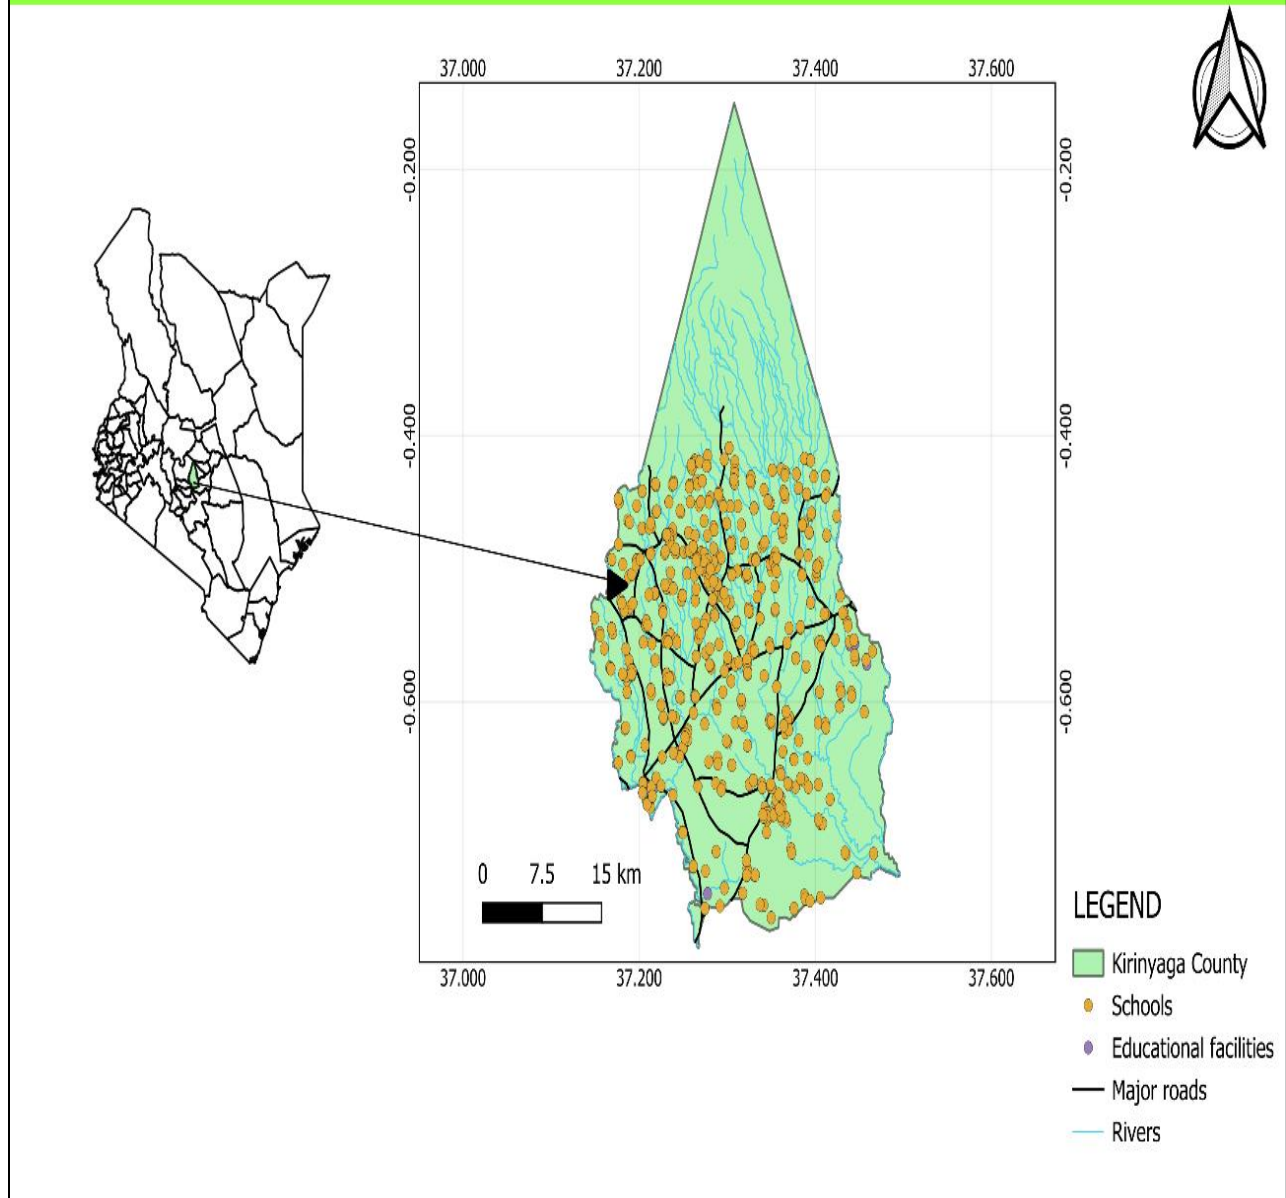 37.000 37.200 37.400 37.600
-0.200 -0.200
-0.400 -0.400
-0.600 -0.600
0 7.5 15 km
37.000 37.200 37.400 37.600
LEGEND
Kirinyaga County
Schools
Educational facilities
Major roads
Rivers